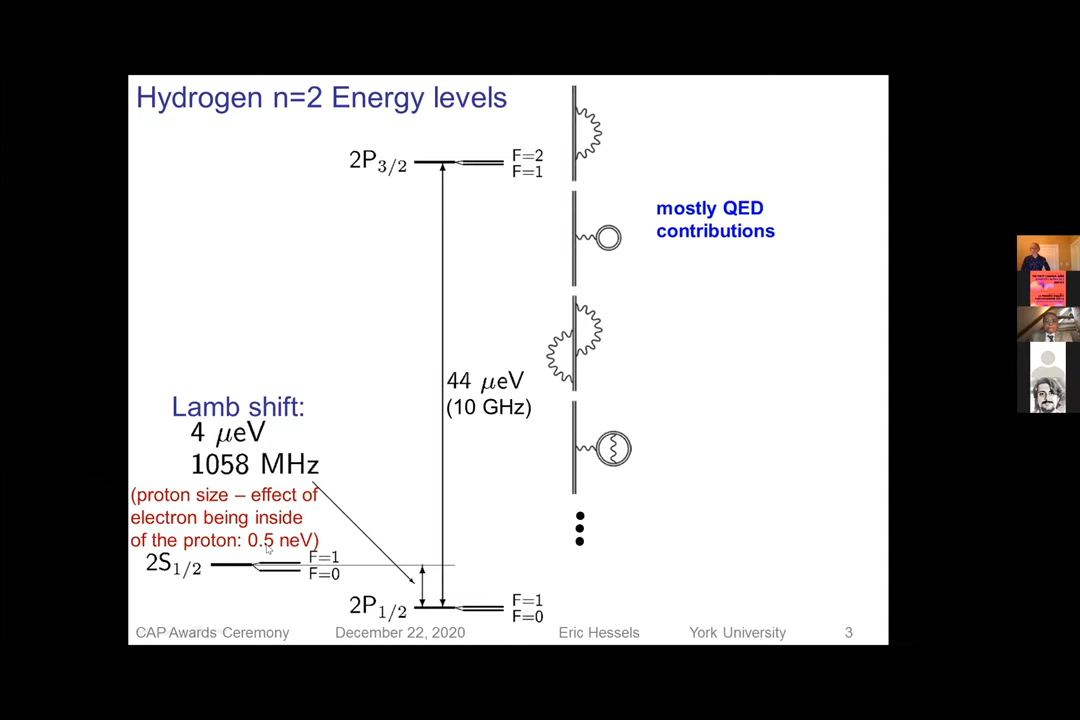 Hydrogen n=2 Energy levels
2P3/2
F=2
F=1
mostly QED
contributions
44 μeV
(10 GHz)
Lamb shift:
4 μeV
1058 MHz
(proton size – effect of
electron being inside
of the proton: 0.5 neV)
2S1/2
F=1
F=0
2P1/2
F=1
F=0
CAP Awards Ceremony December 22, 2020 Eric Hessels York University 3